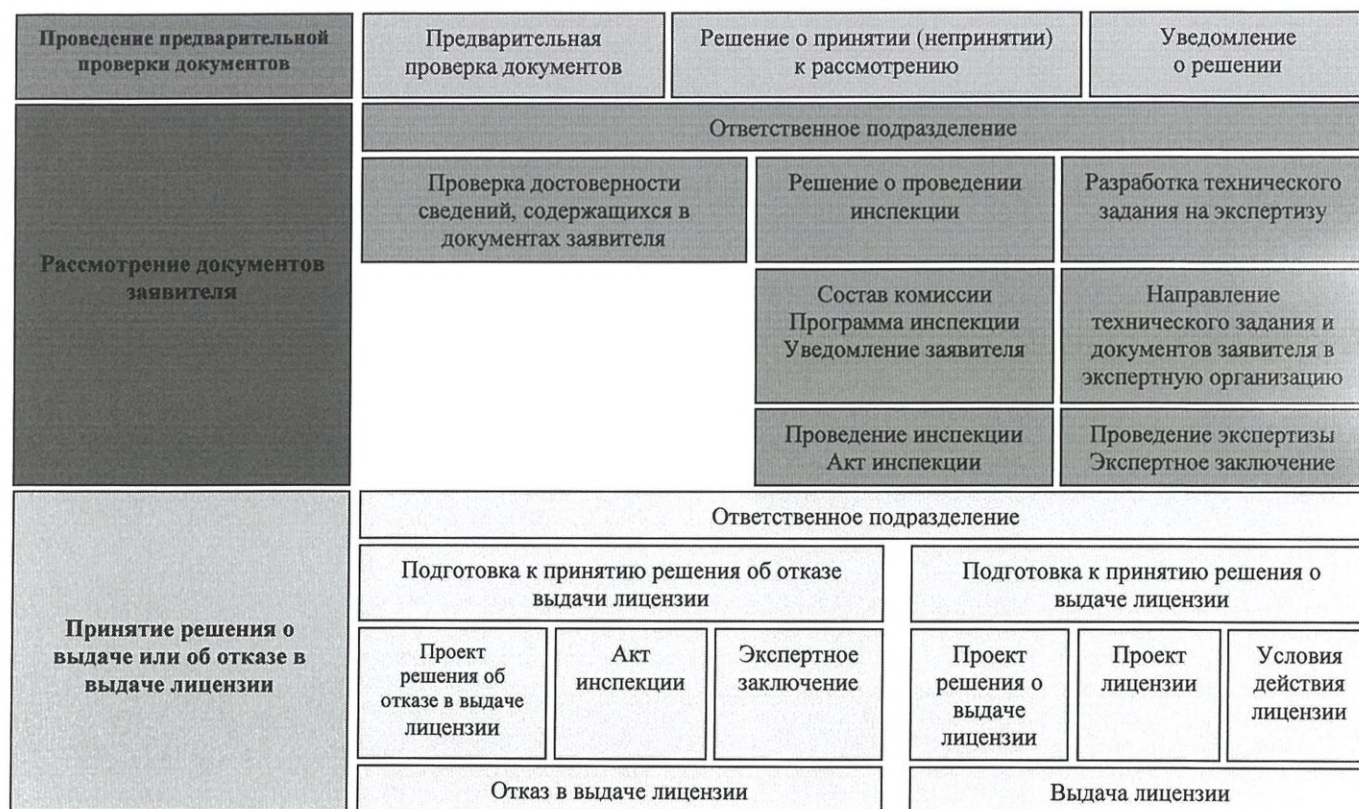 Проведение предварительной
проверки документов
Предварительная
проверка документов
Решение о принятии (непринятии)
к рассмотрению
Уведомление
о решении
Рассмотрение документов
заявителя
Ответственное подразделение
Проверка достоверности
сведений, содержащихся в
документах заявителя
Решение о проведении
инспекции
Разработка технического
задания на экспертизу
Состав комиссии
Программа инспекции
Уведомление заявителя
Направление
технического задания и
документов заявителя в
экспертную организацию
Проведение инспекции
Акт инспекции
Проведение экспертизы
Экспертное заключение
Принятие решения о
выдаче или об отказе в
выдаче лицензии
Ответственное подразделение
Подготовка к принятию решения об отказе
выдачи лицензии
Подготовка к принятию решения о
выдаче лицензии
Проект
решения об
отказе в выдаче
лицензии
Акт
инспекции
Экспертное
заключение
Проект
решения о
выдаче
лицензии
Проект
лицензии
Условия
действия
лицензии
Отказ в выдаче лицензии
Выдача лицензии